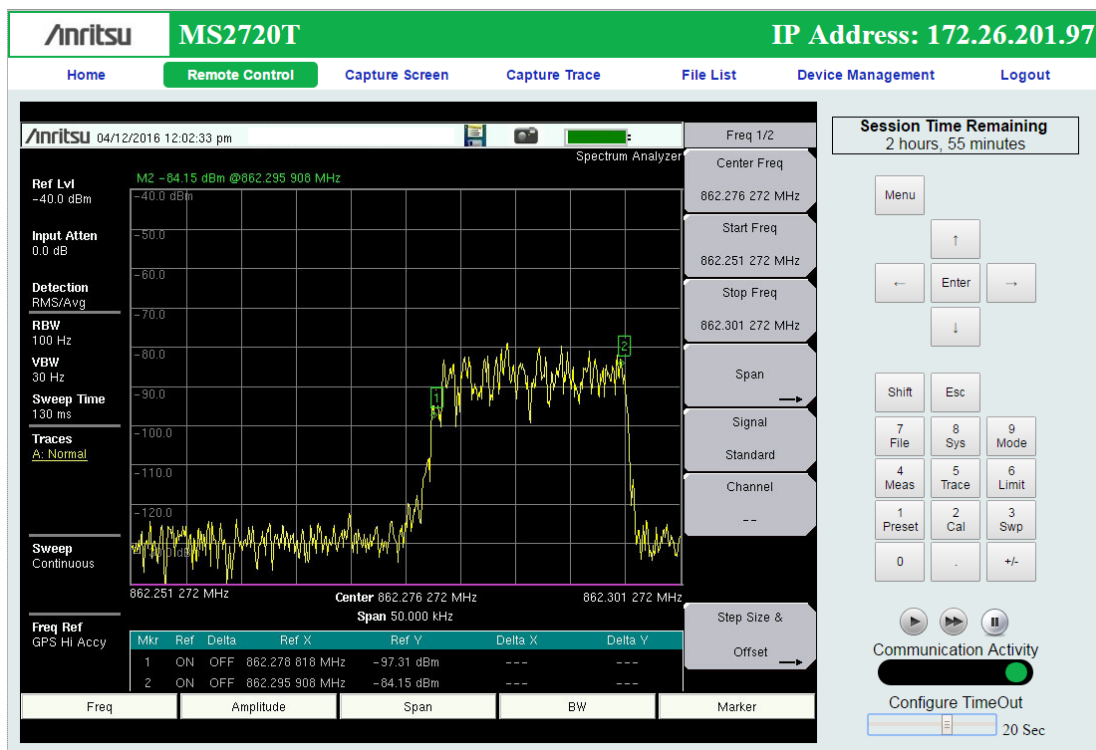 /inritsu MS2720T IP Address: 172.26.201.97
Home Remote Control Capture Screen Capture Trace File List Device Management Logout
/inritsu 04/12/2016 12:02:33 pm
Spectrum Analyzer
M2 -84.15 dBm @862.295 908 MHz
Ref Lvl
-40.0 dBm
Input Atten
0.0 dB
Detection
RMS/Avg
RBW
100 Hz
VBW
30 Hz
Sweep Time
130 ms
Traces
A: Normal
Sweep
Continuous
Freq Ref
GPS Hi Accy
-40.0 dBm
-50.0
-60.0
-70.0
-80.0
-90.0
-100.0
-110.0
-120.0
1
2
862.251 272 MHz
Center 862.276 272 MHz
862.301 272 MHz
Span 50.000 kHz
Mkr Ref Delta Ref X Ref Y Delta X Delta Y
1 ON OFF 862.278 818 MHz -97.31 dBm --- ---
2 ON OFF 862.295 908 MHz -84.15 dBm --- ---
Freq Amplitude Span BW Marker
Freq 1/2
Center Freq
862.276 272 MHz
Start Freq
862.251 272 MHz
Stop Freq
862.301 272 MHz
Span
Signal
Standard
Channel
--
Step Size &
Offset
Session Time Remaining
2 hours, 55 minutes
Menu
↑
← Enter →
↓
Shift Esc
7 File
8 Sys
9 Mode
4 Meas
5 Trace
6 Limit
1 Preset
2 Cal
3 Swp
0 . +/-
Communication Activity
Configure TimeOut
20 Sec